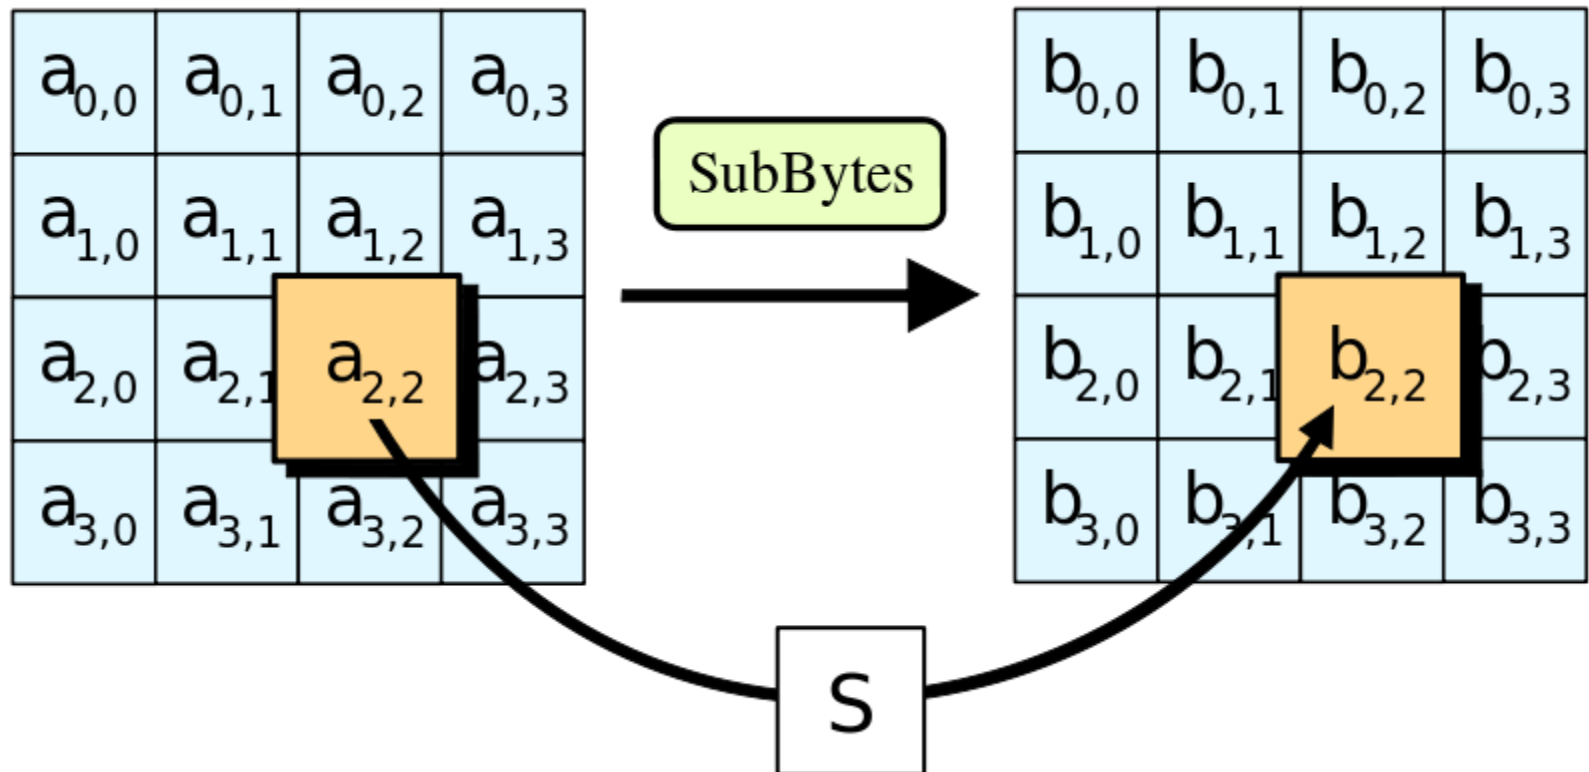 a0,0 a0,1 a0,2 a0,3
a1,0 a1,1 a1,2 a1,3
a2,0 a2,1 a2,2 a2,3
a3,0 a3,1 a3,2 a3,3
SubBytes
b0,0 b0,1 b0,2 b0,3
b1,0 b1,1 b1,2 b1,3
b2,0 b2,1 b2,2 b2,3
b3,0 b3,1 b3,2 b3,3
S